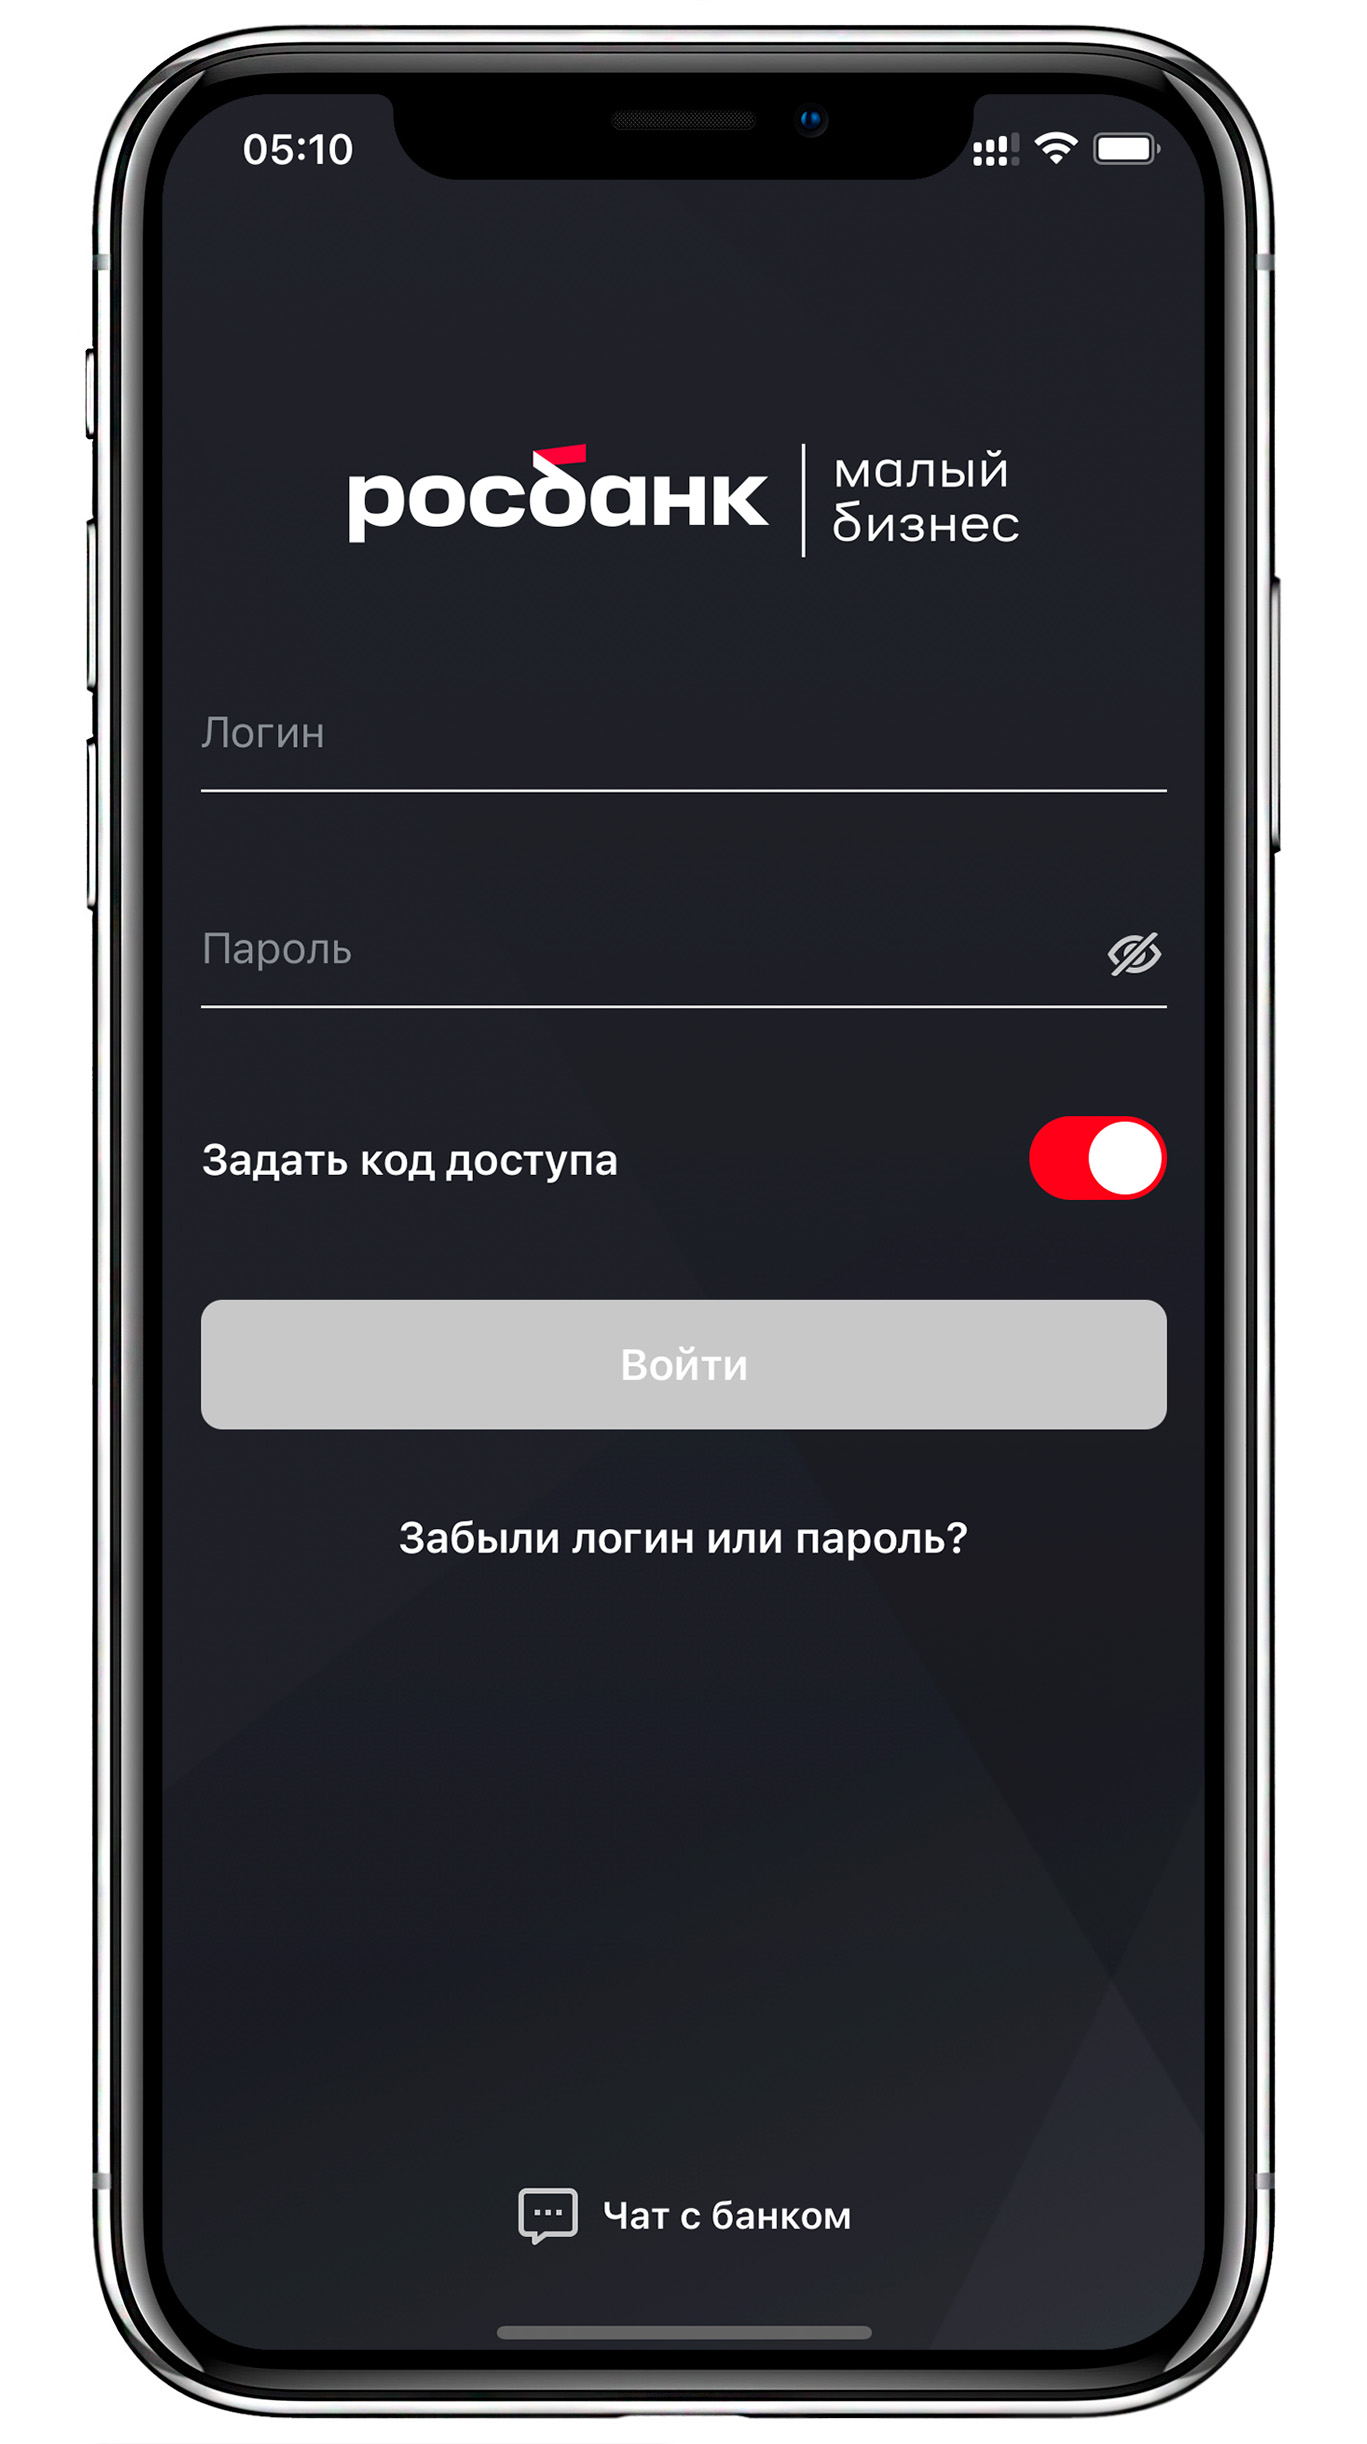 05:10
росбанк
малый
бизнес
Логин
Пароль
Задать код доступа
Войти
Забыли логин или пароль?
Чат с банком